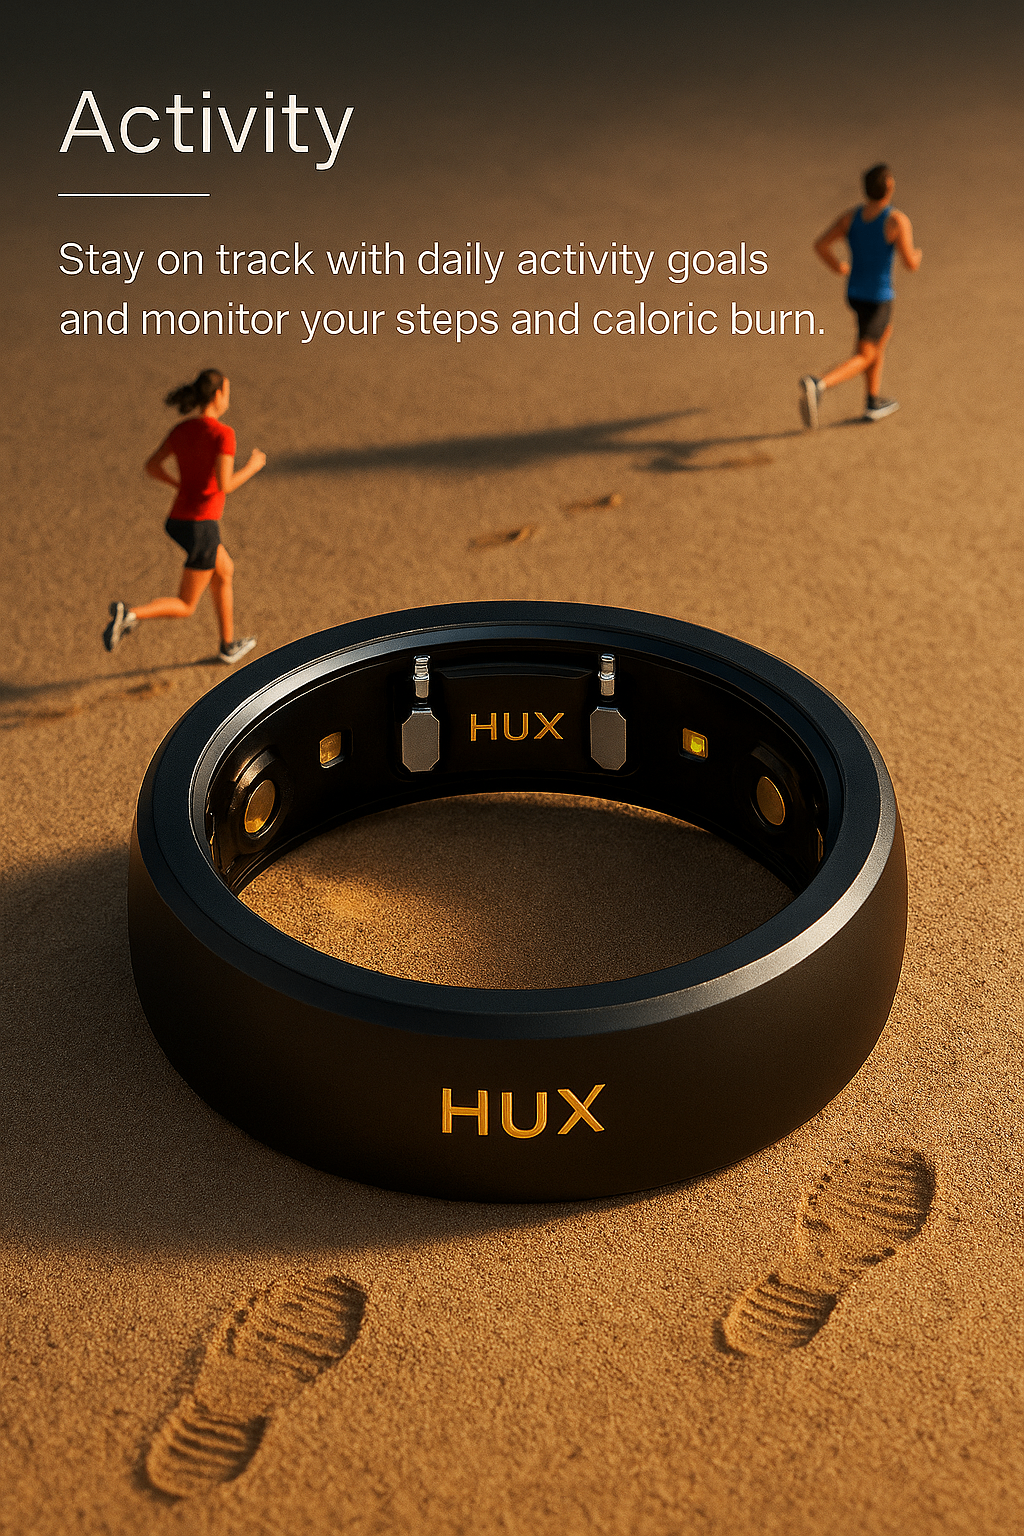 Activity
Stay on track with daily activity goals
and monitor your steps and caloric burn.
HUX
HUX